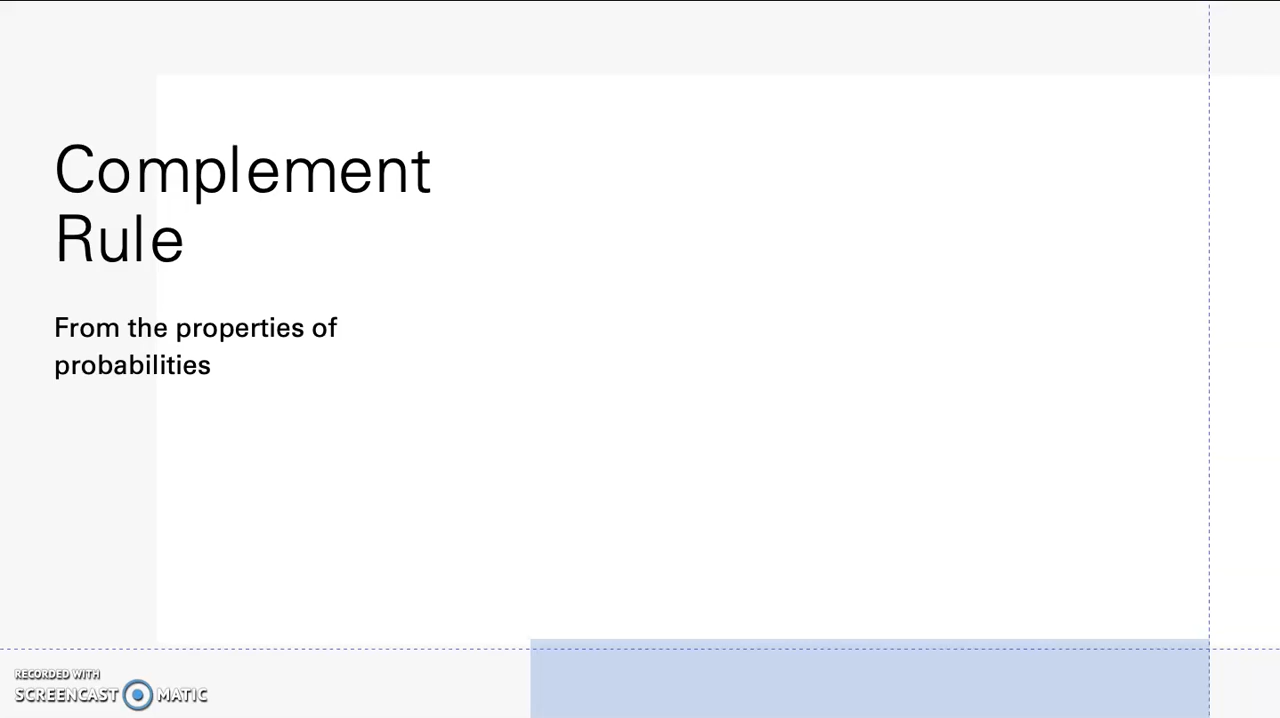 Complement
Rule
From the properties of
probabilities
RECORDED WITH
SCREENCAST MATIC